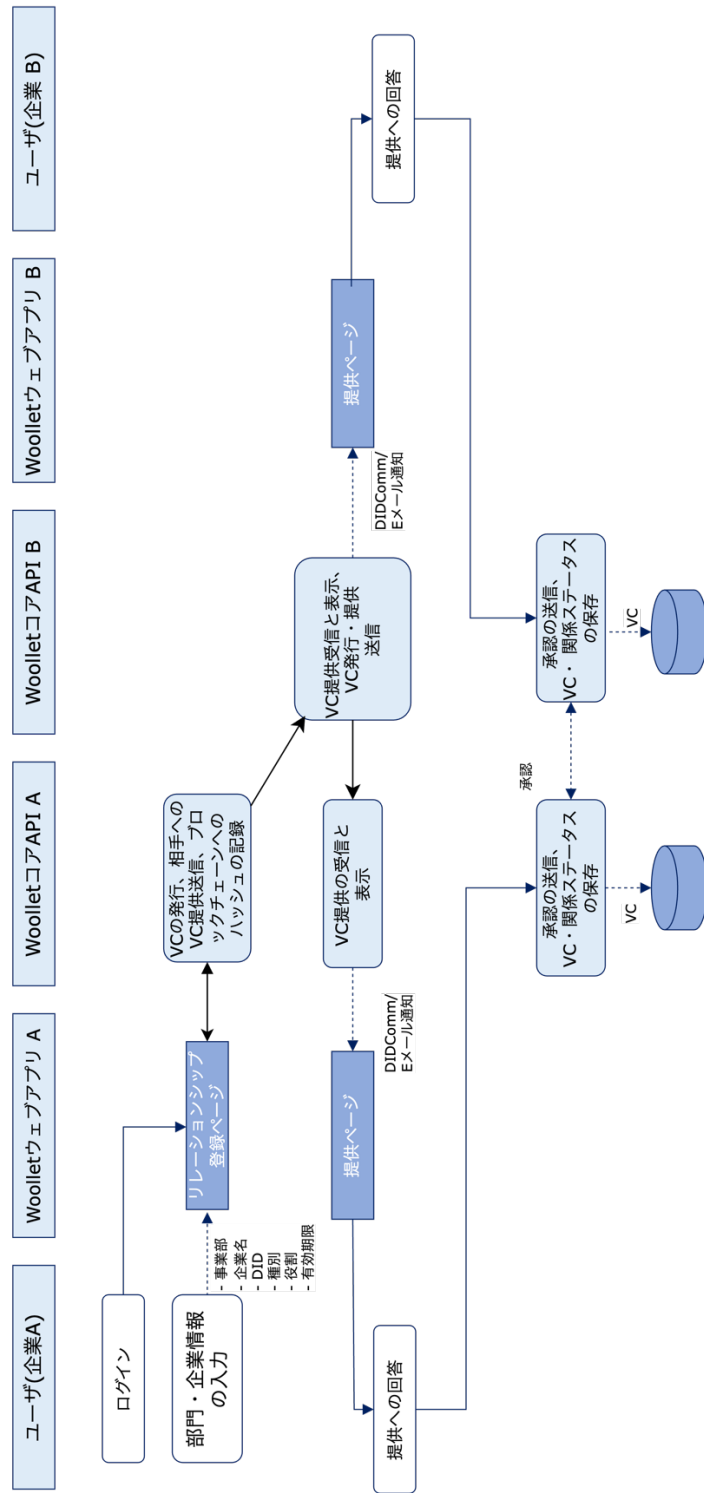 ユーザ(企業A)
Woolletウェブアプリ A
WoolletコアAPI A
WoolletコアAPI B
Woolletウェブアプリ B
ユーザ(企業 B)
ログイン
部門・企業情報
の入力
- 事業部
- 企業名
- DID
- 種別
- 役割
- 有効期限
リレーションシップ
登録ページ
VCの発行、相手への
VC提供送信、ブロ
ックチェーンへの
ハッシュの記録
VC提供受信と表示、
VC発行・提供
送信
DIDComm/
Eメール通知
提供ページ
提供への回答
VC提供の受信と
表示
DIDComm/
Eメール通知
提供ページ
提供への回答
承認の送信、
VC・関係ステータス
の保存
承認
承認の送信、
VC・ 関係ステータス
の保存
VC
VC